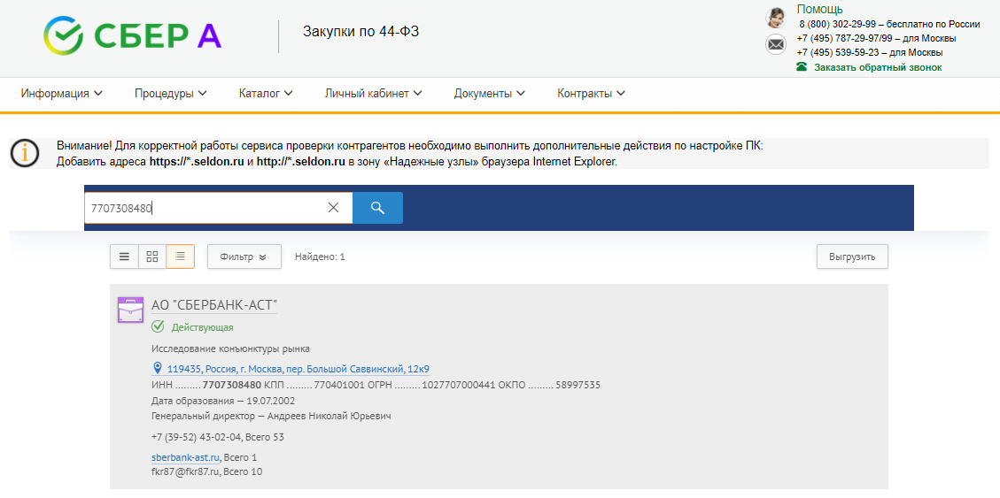 СБЕР А
Закупки по 44-ФЗ
Помощь
8 (800) 302-29-99 – бесплатно по России
+7 (495) 787-29-97/99 – для Москвы
+7 (495) 539-59-23 – для Москвы
Заказать обратный звонок
Информация Процедуры Каталог Личный кабинет Документы Контракты
Внимание! Для корректной работы сервиса проверки контрагентов необходимо выполнить дополнительные действия по настройке ПК:
Добавить адреса https://*.seldon.ru и http://*.seldon.ru в зону «Надежные узлы» браузера Internet Explorer.
7707308480
Фильтр Найдено: 1 Выгрузить
АО "СБЕРБАНК-АСТ"
Действующая
Исследование конъюнктуры рынка
119435, Россия, г. Москва, пер. Большой Саввинский, 12к9
ИНН ......... 7707308480 КПП ......... 770401001 ОГРН ......... 1027707000441 ОКПО ......... 58997535
Дата образования — 19.07.2002
Генеральный директор — Андреев Николай Юрьевич
+7 (39-52) 43-02-04, Всего 53
sberbank-ast.ru, Всего 1
fkr87@fkr87.ru, Всего 10